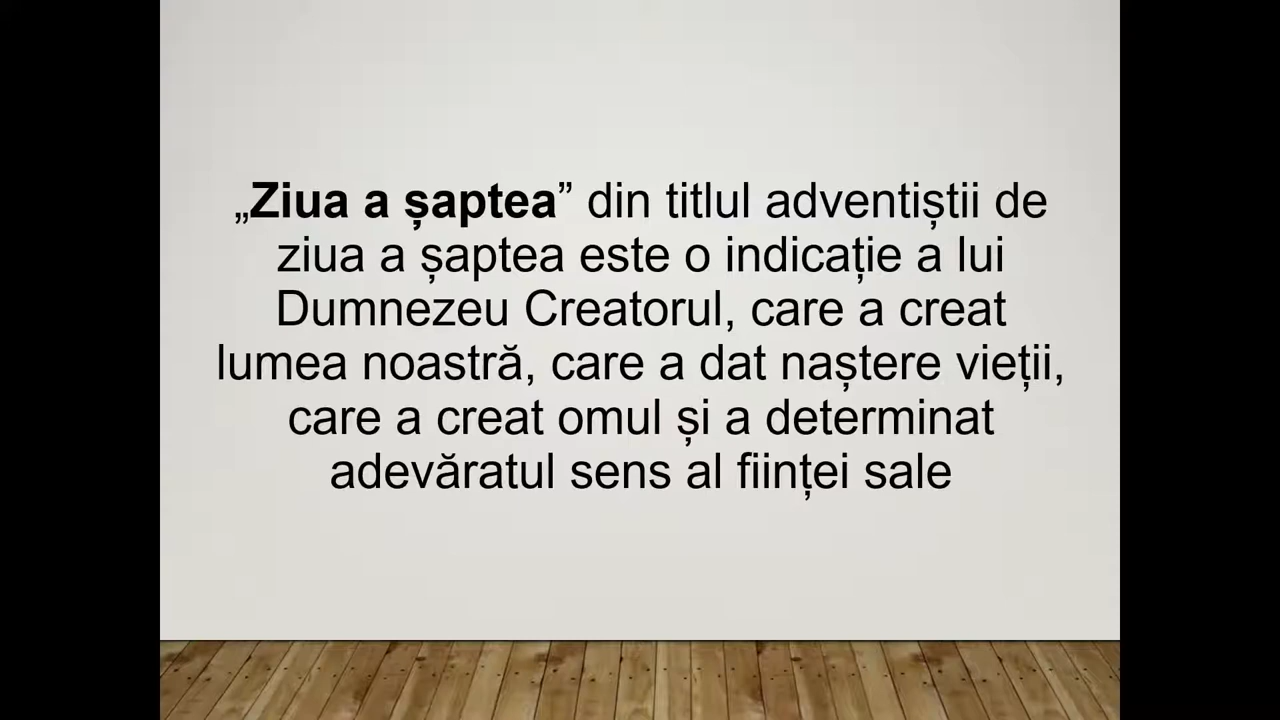 „Ziua a șaptea” din titlul adventiștii de
ziua a șaptea este o indicație a lui
Dumnezeu Creatorul, care a creat
lumea noastră, care a dat naștere vieții,
care a creat omul și a determinat
adevăratul sens al ființei sale